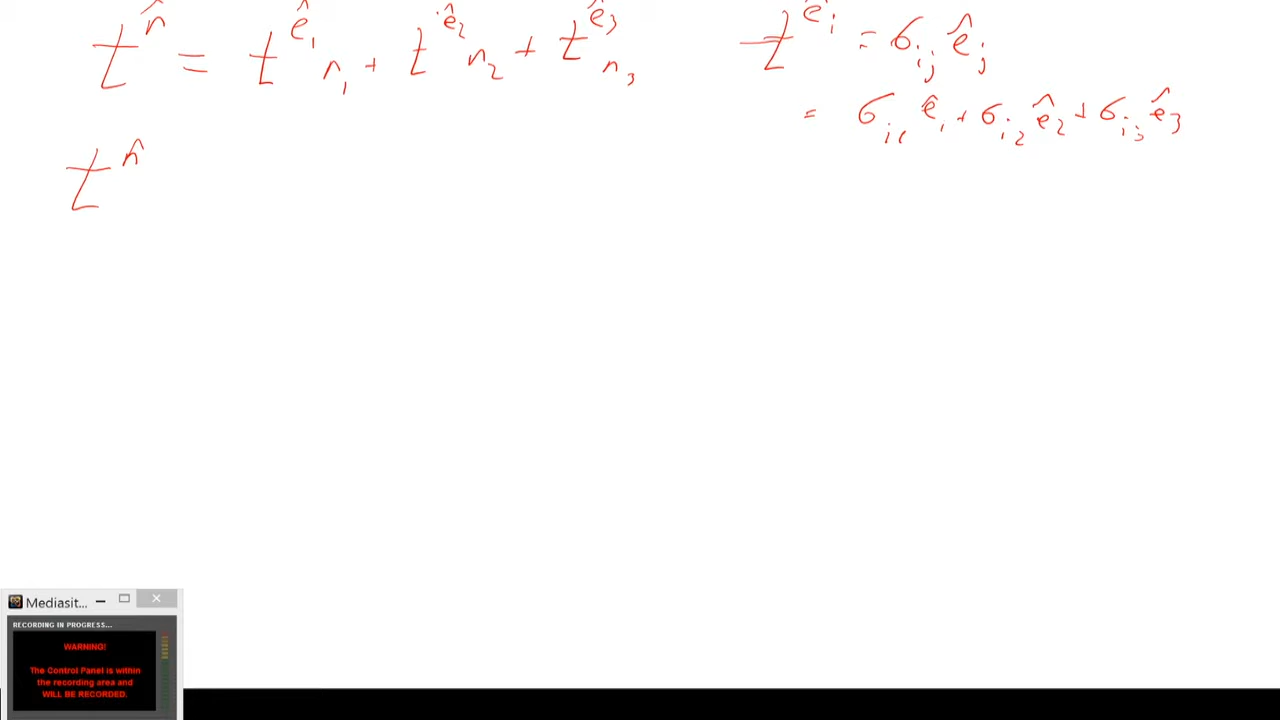 t^n̂ = t^ê₁ n₁ + t^ê₂ n₂ + t^ê₃ n₃
t^êᵢ = σᵢⱼ êⱼ
= σᵢ₁ ê₁ + σᵢ₂ ê₂ + σᵢ₃ ê₃
t^n̂
Mediasit...
RECORDING IN PROGRESS...
WARNING!
The Control Panel is within
the recording area and
WILL BE RECORDED.